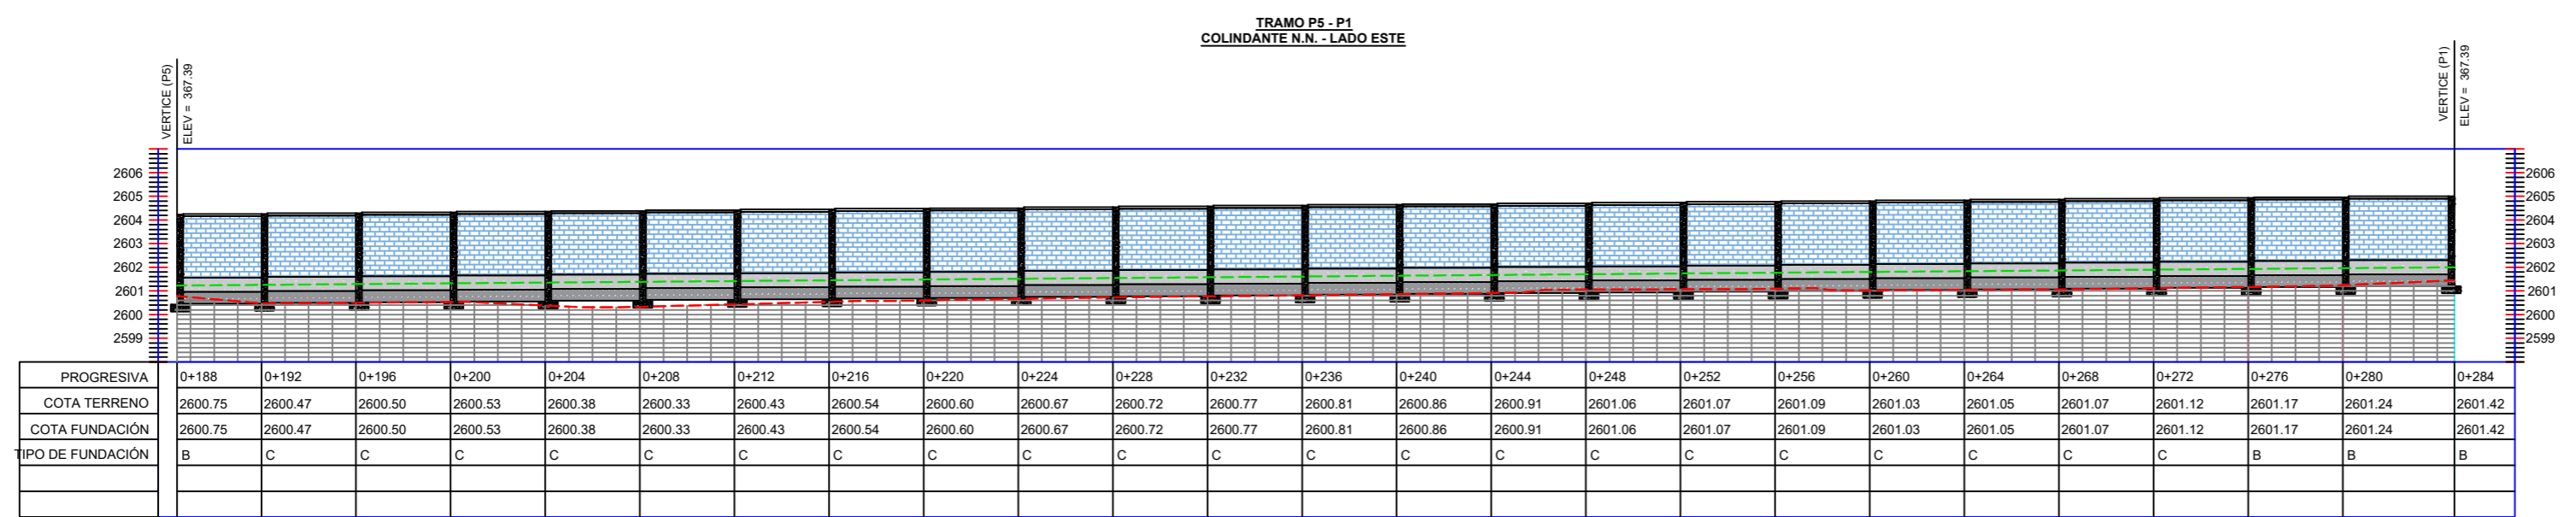 TRAMO P5 - P1
COLINDANTE N.N. - LADO ESTE
VERTICE (P5)
ELEV = 367.39
VERTICE (P1)
ELEV = 367.39
2606
2605
2604
2603
2602
2601
2600
2599
2606
2605
2604
2603
2602
2601
2600
2599
PROGRESIVA 0+188 0+192 0+196 0+200 0+204 0+208 0+212 0+216 0+220 0+224 0+228 0+232 0+236 0+240 0+244 0+248 0+252 0+256 0+260 0+264 0+268 0+272 0+276 0+280 0+284
COTA TERRENO 2600.75 2600.47 2600.50 2600.53 2600.38 2600.33 2600.43 2600.54 2600.60 2600.67 2600.72 2600.77 2600.81 2600.86 2600.91 2601.06 2601.07 2601.09 2601.03 2601.05 2601.07 2601.12 2601.17 2601.24 2601.42
COTA FUNDACIÓN 2600.75 2600.47 2600.50 2600.53 2600.38 2600.33 2600.43 2600.54 2600.60 2600.67 2600.72 2600.77 2600.81 2600.86 2600.91 2601.06 2601.07 2601.09 2601.03 2601.05 2601.07 2601.12 2601.17 2601.24 2601.42
TIPO DE FUNDACIÓN B C C C C C C C C C C C C C C C C C C C C C B B B